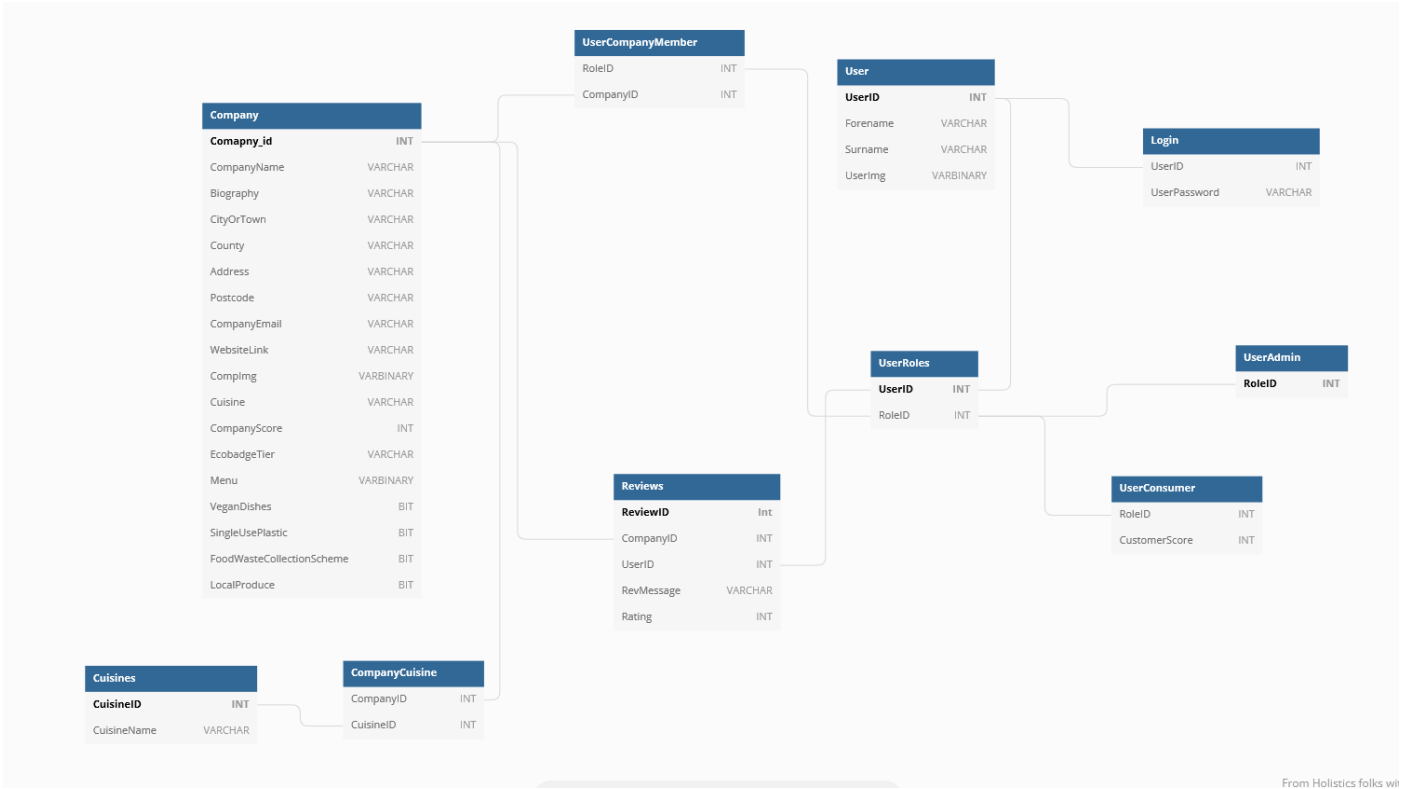 UserCompanyMember
RoleID INT
CompanyID INT
User
UserID INT
Forename VARCHAR
Surname VARCHAR
UserImg VARBINARY
Company
Comapny_id INT
CompanyName VARCHAR
Biography VARCHAR
CityOrTown VARCHAR
County VARCHAR
Address VARCHAR
Postcode VARCHAR
CompanyEmail VARCHAR
WebsiteLink VARCHAR
CompImg VARBINARY
Cuisine VARCHAR
CompanyScore INT
EcobadgeTier VARCHAR
Menu VARBINARY
VeganDishes BIT
SingleUsePlastic BIT
FoodWasteCollectionScheme BIT
LocalProduce BIT
Login
UserID INT
UserPassword VARCHAR
UserRoles
UserID INT
RoleID INT
UserAdmin
RoleID INT
Reviews
ReviewID Int
CompanyID INT
UserID INT
RevMessage VARCHAR
Rating INT
UserConsumer
RoleID INT
CustomerScore INT
Cuisines
CuisineID INT
CuisineName VARCHAR
CompanyCuisine
CompanyID INT
CuisineID INT
From Holistics folks